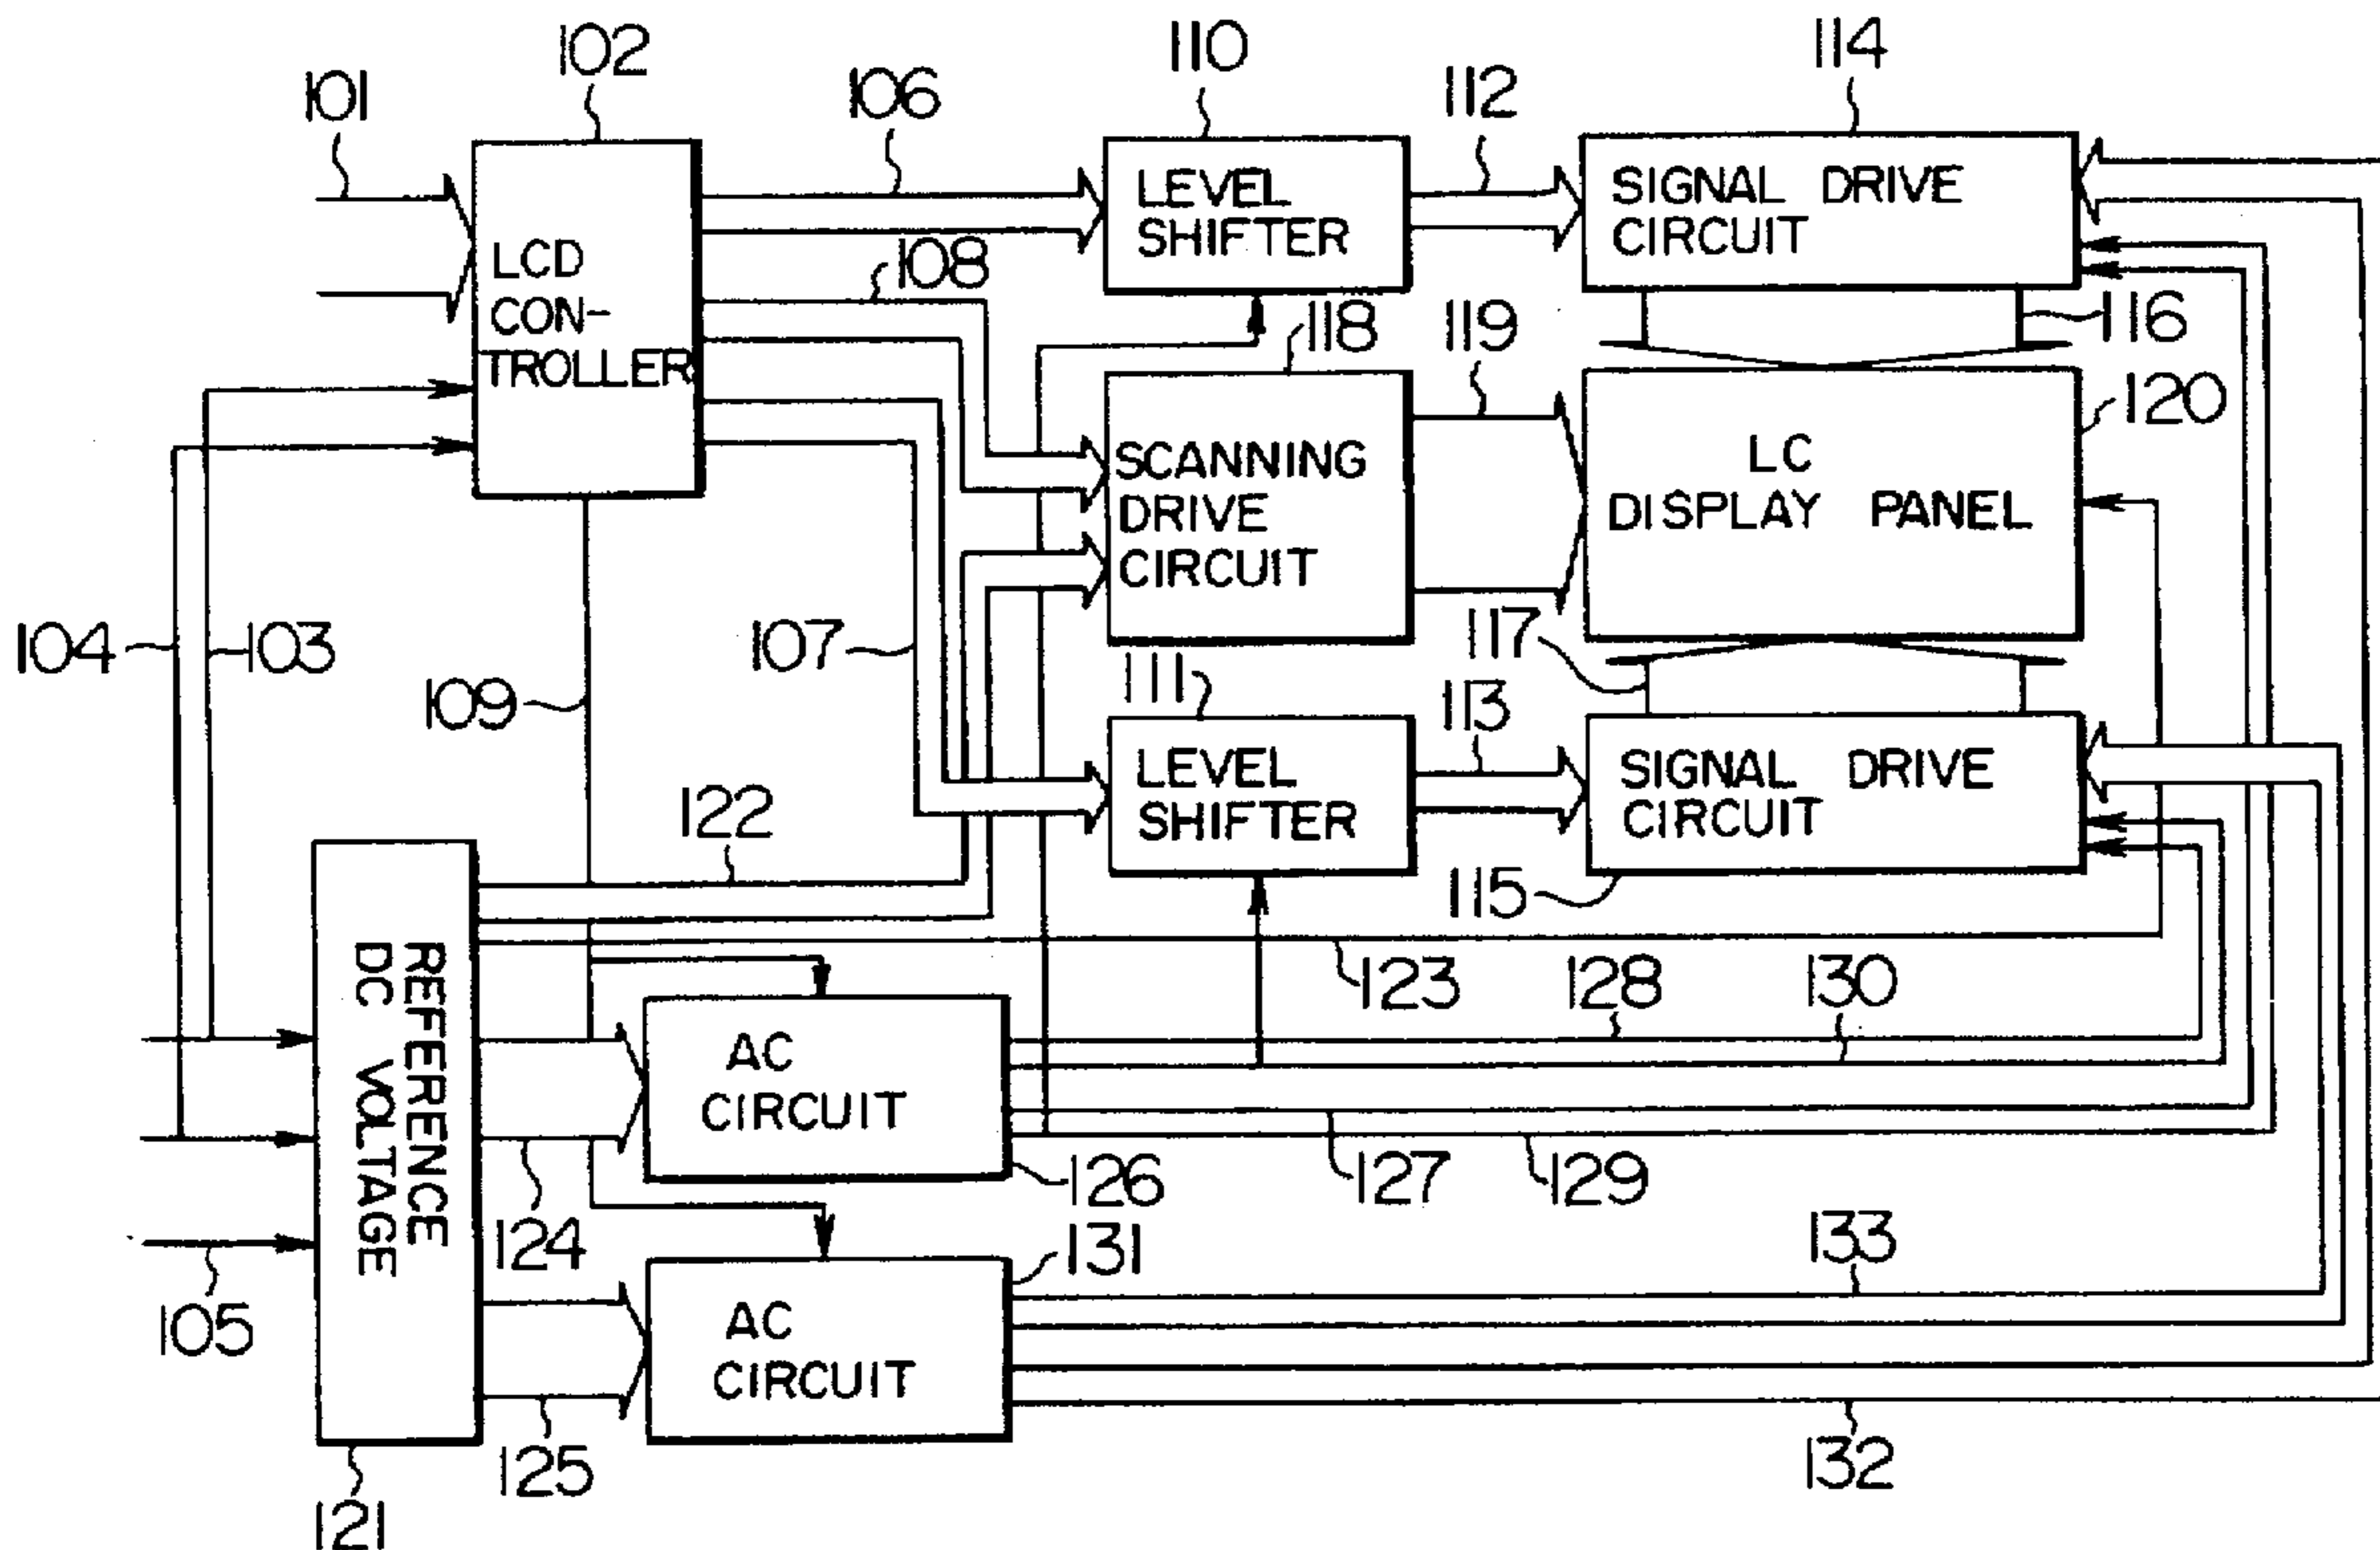 101
102
106
110
112
114
LCD
CON-
TROLLER
108
LEVEL
SHIFTER
SIGNAL DRIVE
CIRCUIT
118
119
116
120
SCANNING
DRIVE
CIRCUIT
LC
DISPLAY PANEL
104
103
109
107
111
113
117
LEVEL
SHIFTER
SIGNAL DRIVE
CIRCUIT
115
122
123
128
130
REFERENCE
DC VOLTAGE
AC
CIRCUIT
126
127
129
124
105
131
133
AC
CIRCUIT
125
121
132